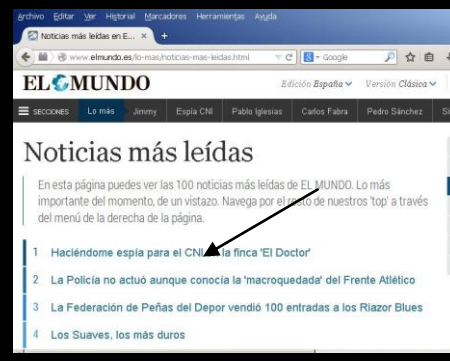 Archivo Editar Ver Historial Marcadores Herramientas Ayuda
Noticias más leídas en E... × +
www.elmundo.es/lo-mas/noticias-mas-leidas.html Google
EL MUNDO Edición España Versión Clásica
SECCIONES Lo más Jimmy Espía CNI Pablo Iglesias Carlos Fabra Pedro Sánchez
Noticias más leídas
En esta página puedes ver las 100 noticias más leídas de EL MUNDO. Lo más
importante del momento, de un vistazo. Navega por el resto de nuestros 'top' a través
del menú de la derecha de la página.
1 Haciéndome espía para el CNI la finca 'El Doctor'
2 La Policía no actuó aunque conocía la 'macroquedada' del Frente Atlético
3 La Federación de Peñas del Depor vendió 100 entradas a los Riazor Blues
4 Los Suaves, los más duros